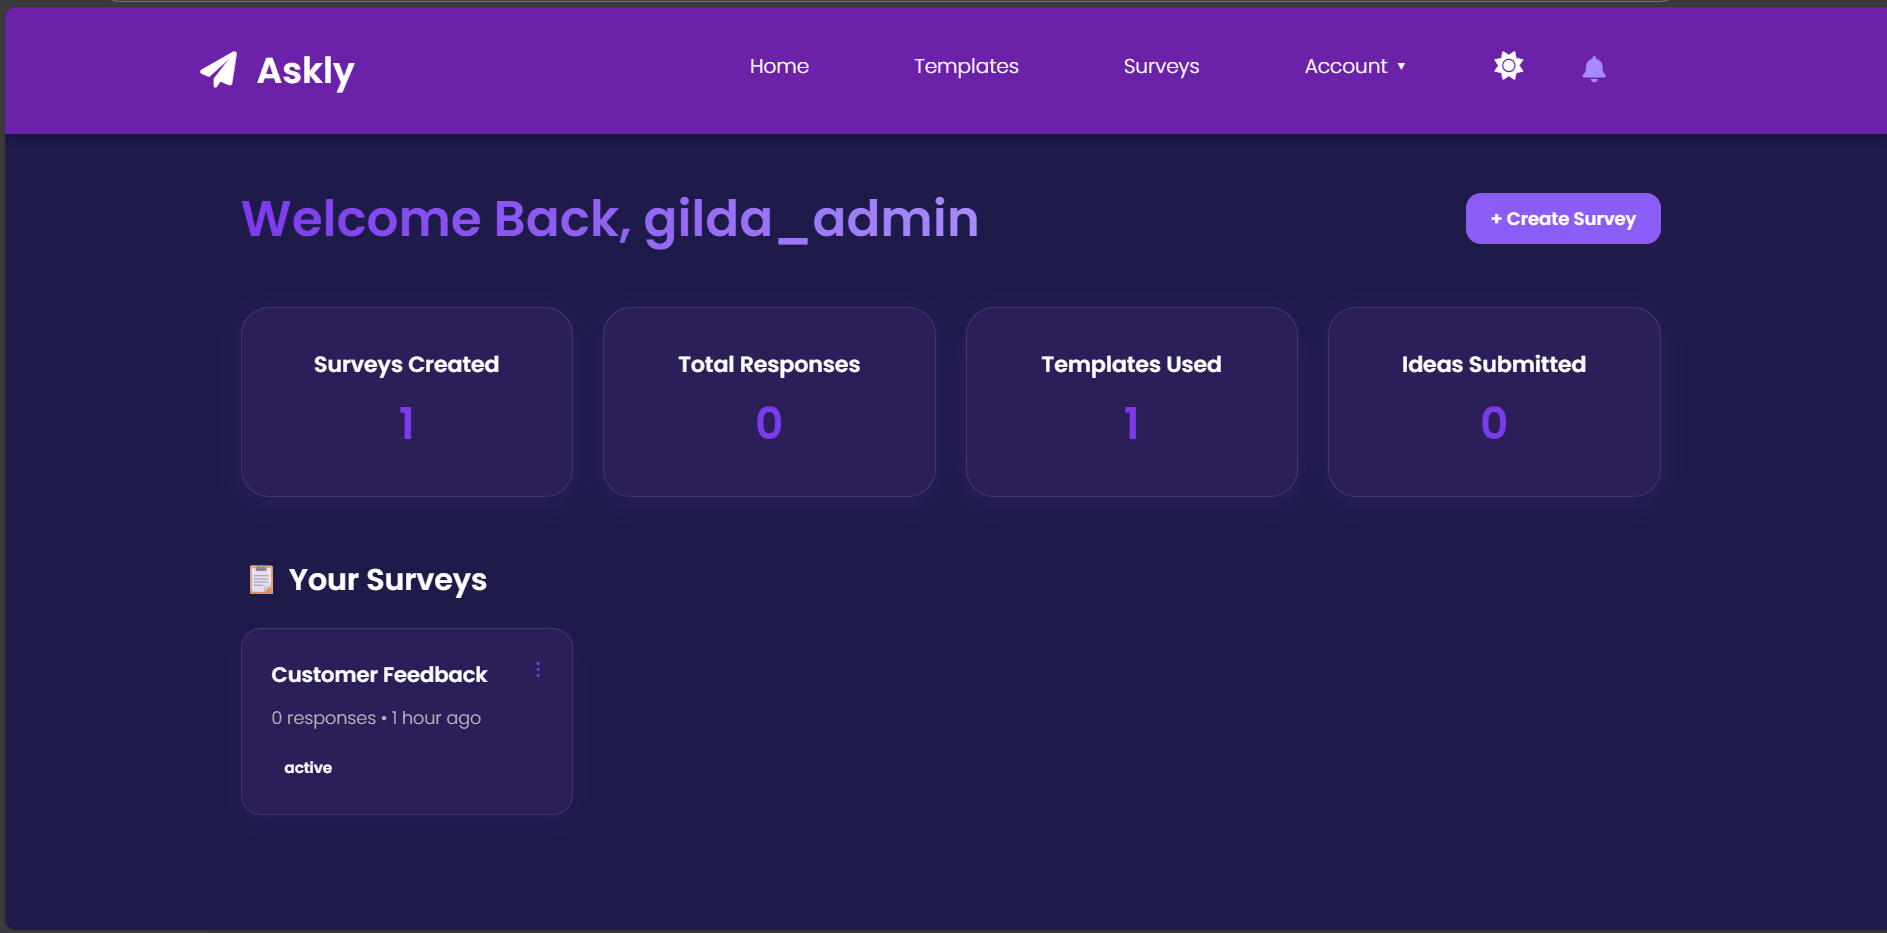 Askly
Home
Templates
Surveys
Account ▼
Welcome Back, gilda_admin
+ Create Survey
Surveys Created
1
Total Responses
0
Templates Used
1
Ideas Submitted
0
Your Surveys
Customer Feedback
0 responses • 1 hour ago
active